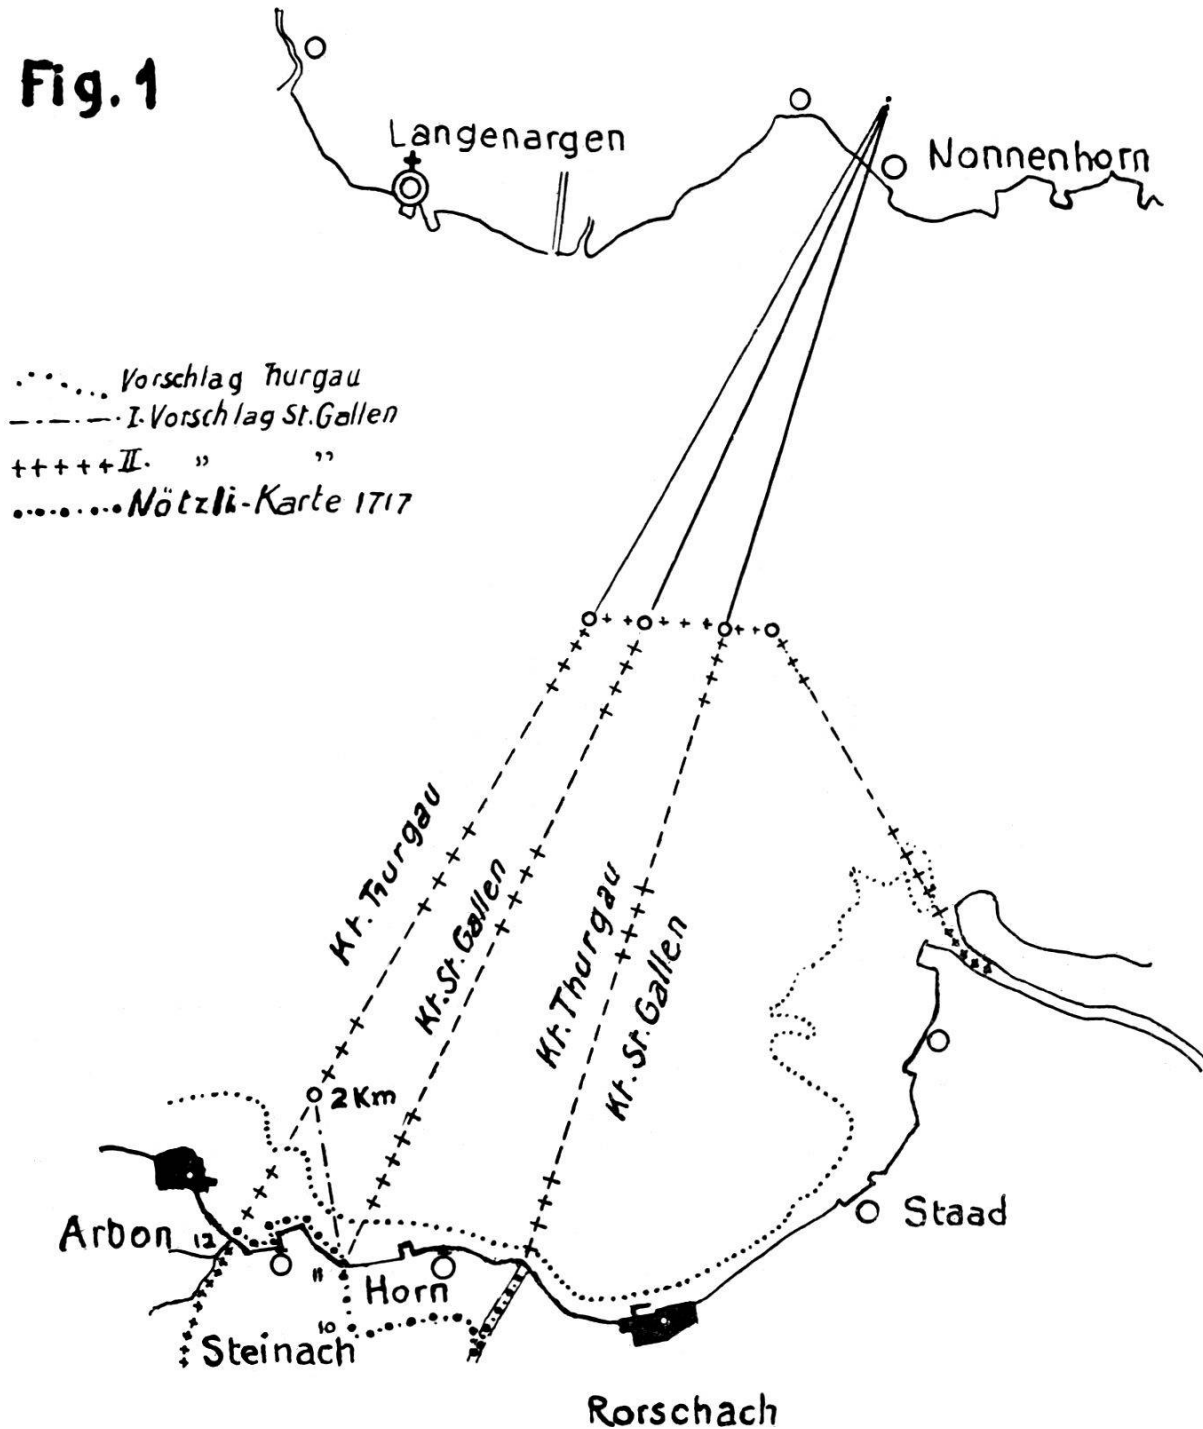 Fig. 1
Langenargen
Nonnenhorn
Vorschlag Thurgau
I. Vorschlag St. Gallen
II. " "
Nötzli-Karte 1717
Kt. Thurgau
Kt. St. Gallen
Kt. Thurgau
Kt. St. Gallen
2 Km
Arbon 12
Staad
11 Horn
10
Steinach
Rorschach